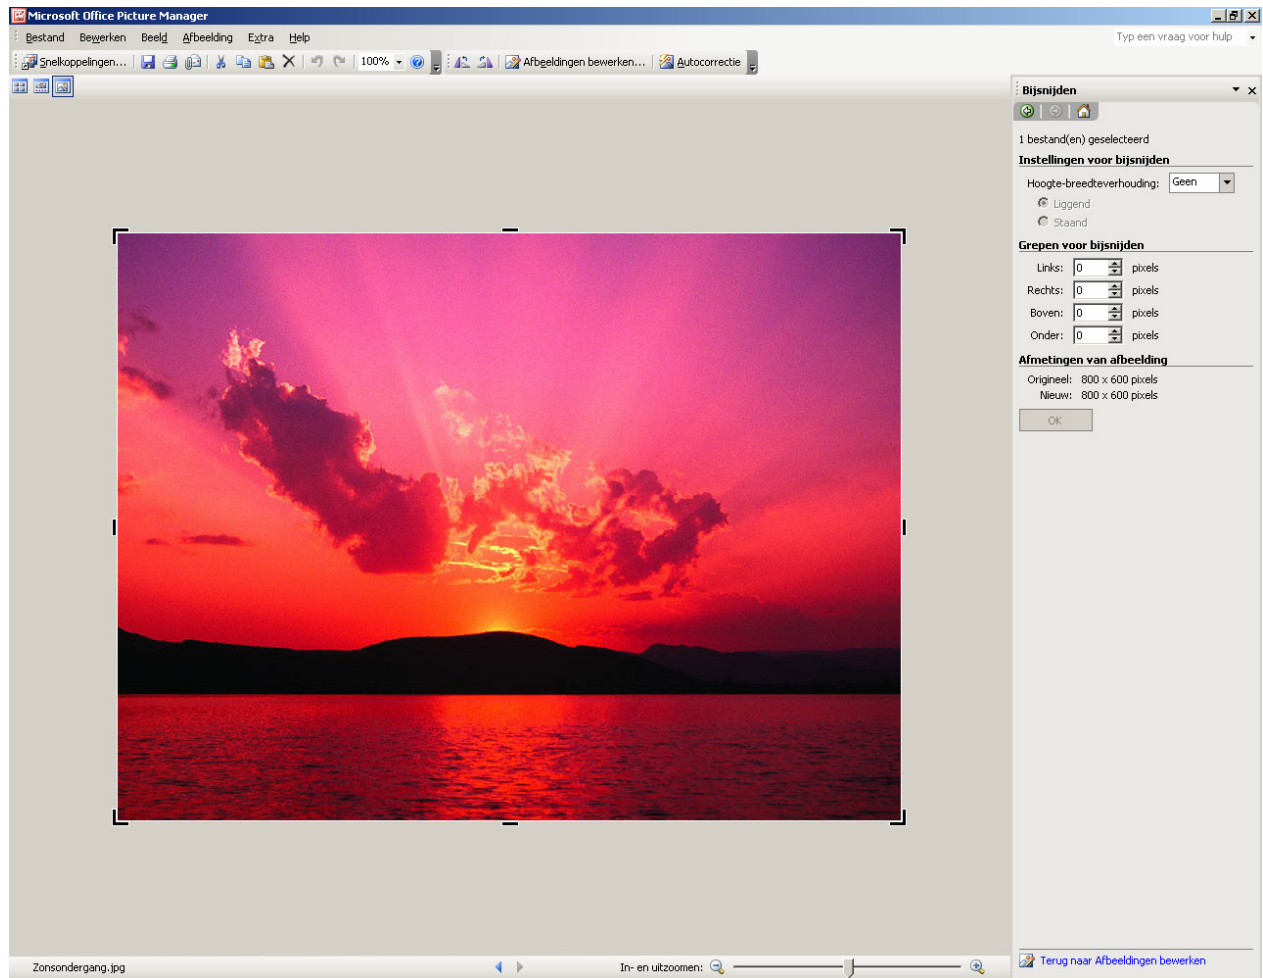 Microsoft Office Picture Manager
Bestand Bewerken Beeld Afbeelding Extra Help
Typ een vraag voor hulp
Snelkoppelingen... 100% Afbeeldingen bewerken... Autocorrectie
Bijsnijden
1 bestand(en) geselecteerd
Instellingen voor bijsnijden
Hoogte-breedteverhouding: Geen
Liggend
Staand
Grepen voor bijsnijden
Links: 0 pixels
Rechts: 0 pixels
Boven: 0 pixels
Onder: 0 pixels
Afmetingen van afbeelding
Origineel: 800 x 600 pixels
Nieuw: 800 x 600 pixels
OK
Terug naar Afbeeldingen bewerken
Zonsondergang.jpg In- en uitzoomen: